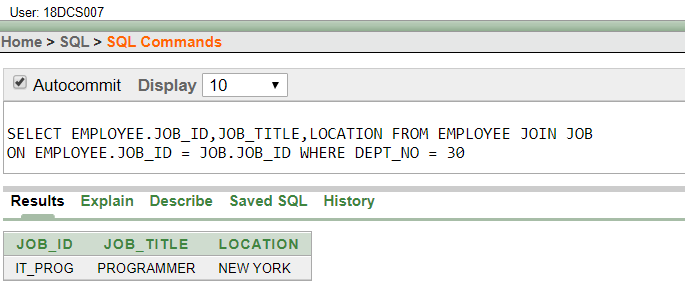 User: 18DCS007
Home > SQL > SQL Commands
Autocommit Display 10
SELECT EMPLOYEE.JOB_ID,JOB_TITLE,LOCATION FROM EMPLOYEE JOIN JOB
ON EMPLOYEE.JOB_ID = JOB.JOB_ID WHERE DEPT_NO = 30
Results Explain Describe Saved SQL History
JOB_ID JOB_TITLE LOCATION
IT_PROG PROGRAMMER NEW YORK